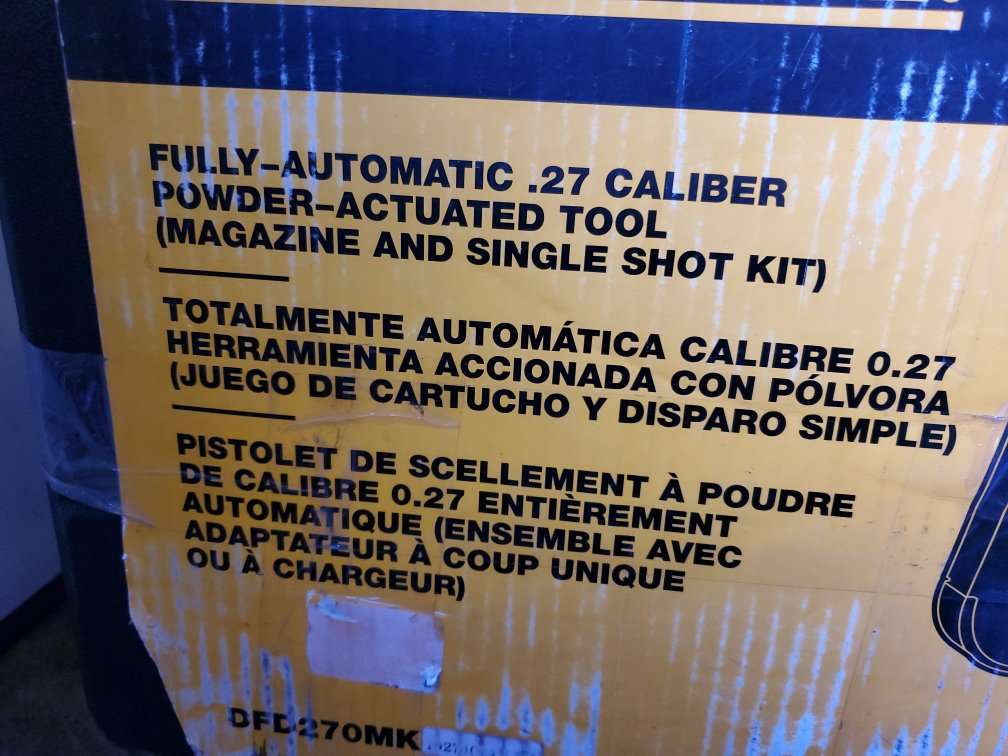 FULLY-AUTOMATIC .27 CALIBER
POWDER-ACTUATED TOOL
(MAGAZINE AND SINGLE SHOT KIT)
TOTALMENTE AUTOMÁTICA CALIBRE 0.27
HERRAMIENTA ACCIONADA CON PÓLVORA
(JUEGO DE CARTUCHO Y DISPARO SIMPLE)
PISTOLET DE SCELLEMENT À POUDRE
DE CALIBRE 0.27 ENTIÈREMENT
AUTOMATIQUE (ENSEMBLE AVEC
ADAPTATEUR À COUP UNIQUE
OU À CHARGEUR)
DFD270MK